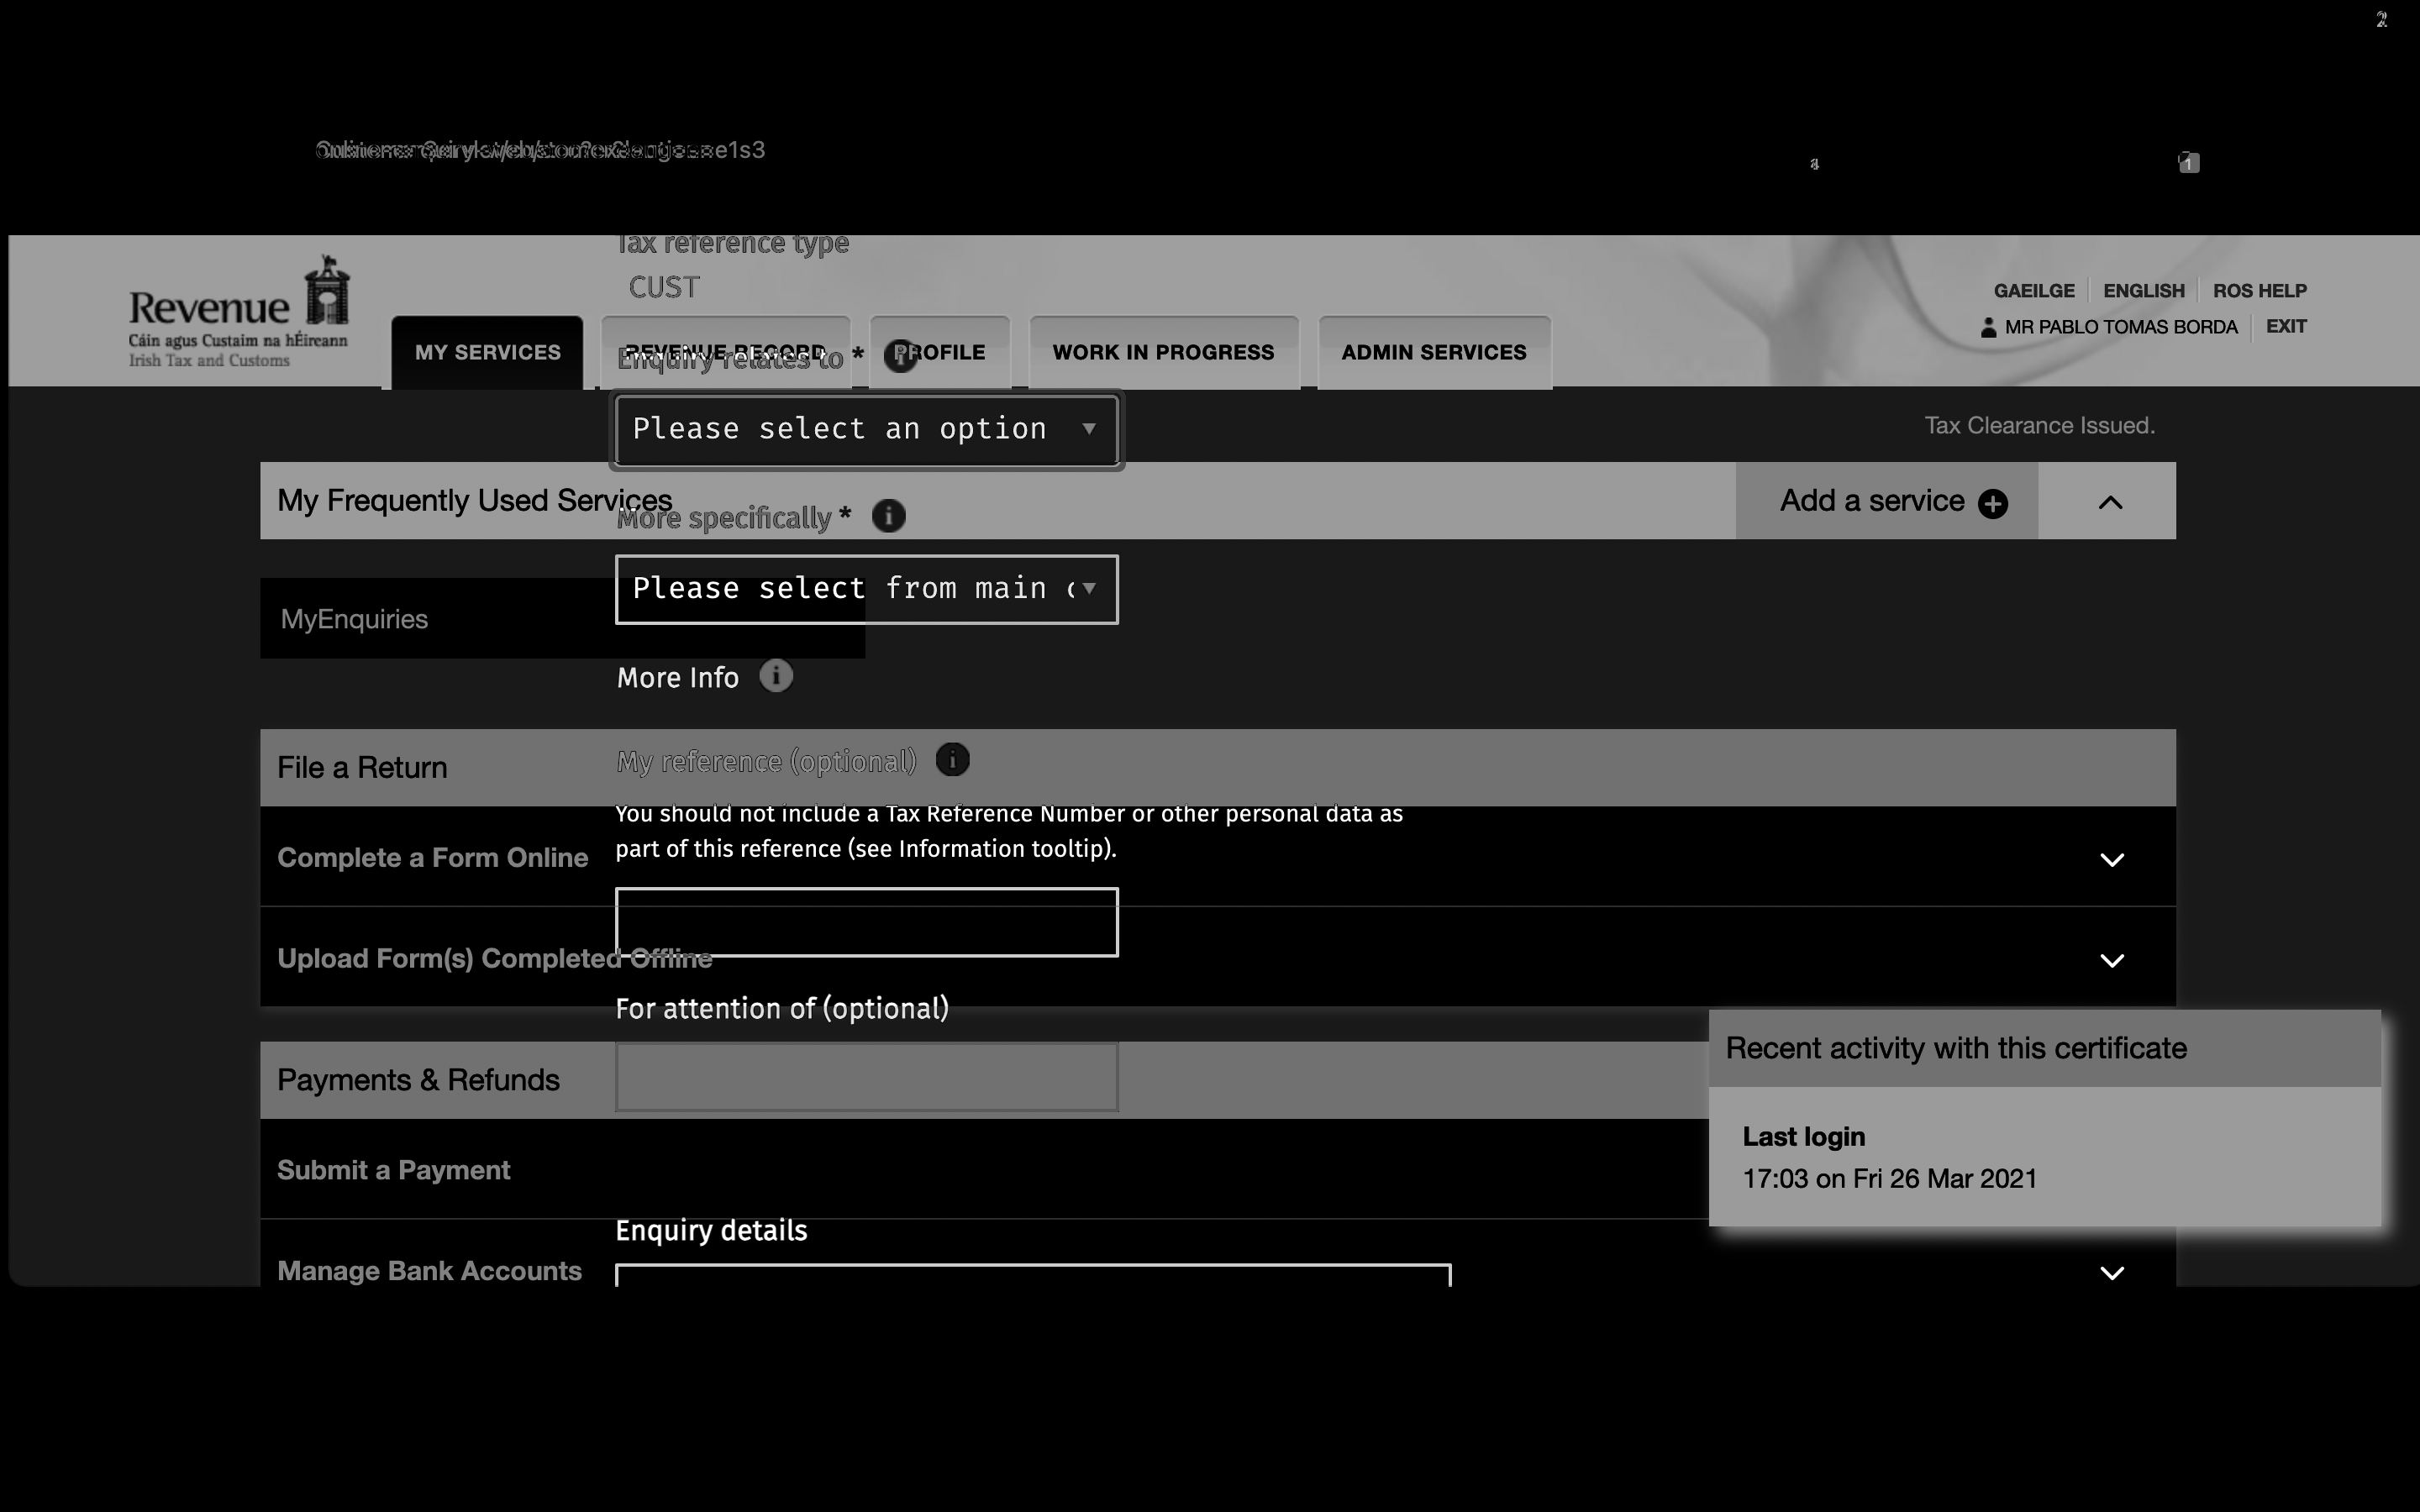 2
e1s3
1
Tax reference type
CUST
Revenue
Cáin agus Custaim na hÉireann
Irish Tax and Customs
GAEILGE
ENGLISH
ROS HELP
MR PABLO TOMAS BORDA
EXIT
MY SERVICES
REVENUE RECORD
PROFILE
WORK IN PROGRESS
ADMIN SERVICES
Enquiry relates to *
Please select an option
Tax Clearance Issued.
My Frequently Used Services
Add a service
More specifically *
Please select from main
MyEnquiries
More Info
File a Return
My reference (optional)
You should not include a Tax Reference Number or other personal data as
part of this reference (see Information tooltip).
Complete a Form Online
Upload Form(s) Completed Offline
For attention of (optional)
Recent activity with this certificate
Payments & Refunds
Last login
17:03 on Fri 26 Mar 2021
Submit a Payment
Enquiry details
Manage Bank Accounts